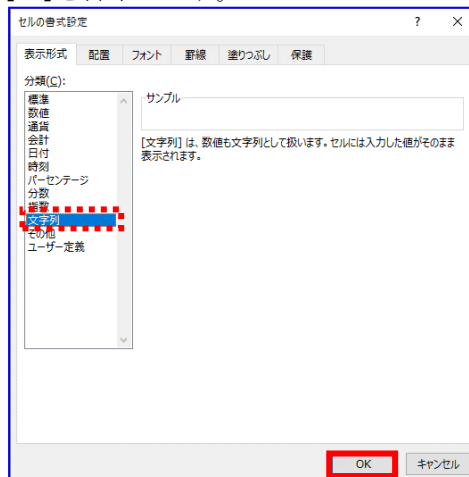 セルの書式設定 ? ×
表示形式 配置 フォント 罫線 塗りつぶし 保護
分類(C):
標準
数値
通貨
会計
日付
時刻
パーセンテージ
分数
指数
文字列
その他
ユーザー定義
サンプル
[文字列] は、数値も文字列として扱います。セルには入力した値がそのまま
表示されます。
OK キャンセル